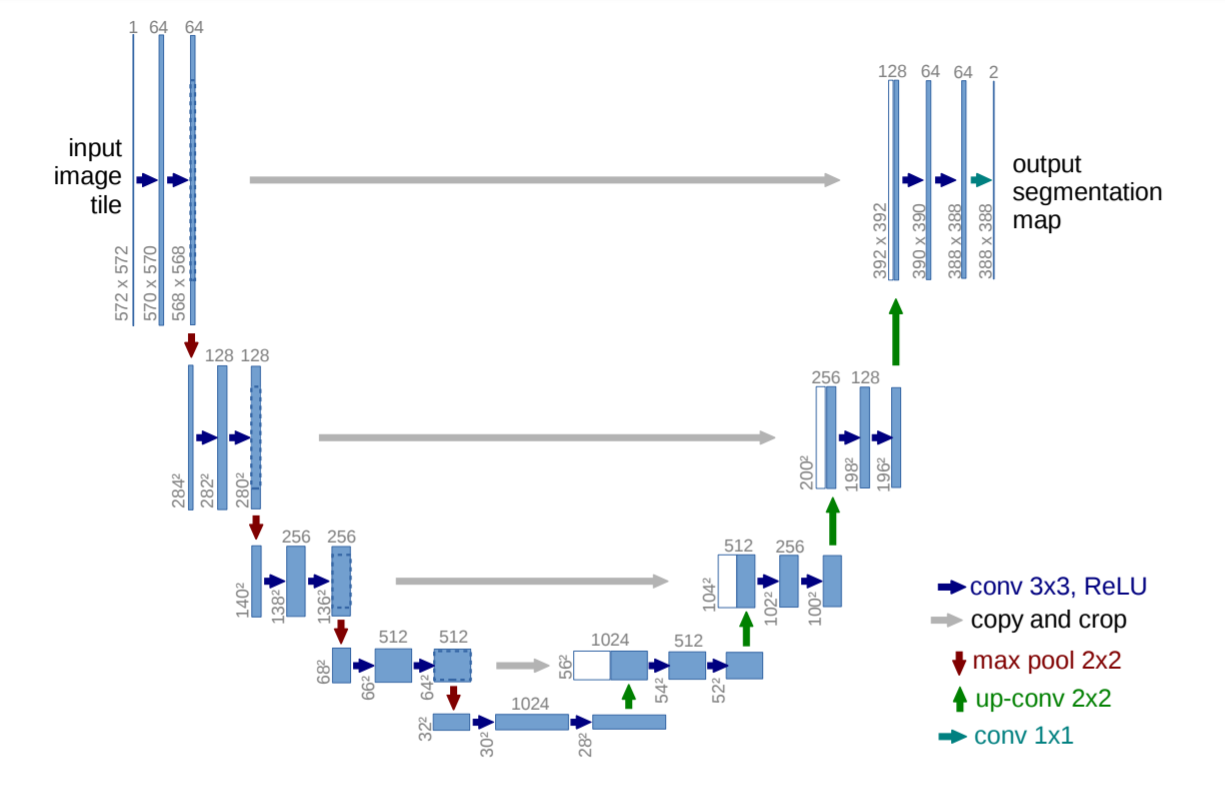 1 64 64
128 64 64 2
input
image
tile
output
segmentation
map
572 x 572
570 x 570
568 x 568
392 x 392
390 x 390
388 x 388
388 x 388
128 128
256 128
284²
282²
280²
200²
198²
196²
256 256
512 256
140²
138²
136²
104²
102²
100²
512 512
1024 512
68²
66²
64²
56²
54²
52²
1024
32²
30²
28²
conv 3x3, ReLU
copy and crop
max pool 2x2
up-conv 2x2
conv 1x1